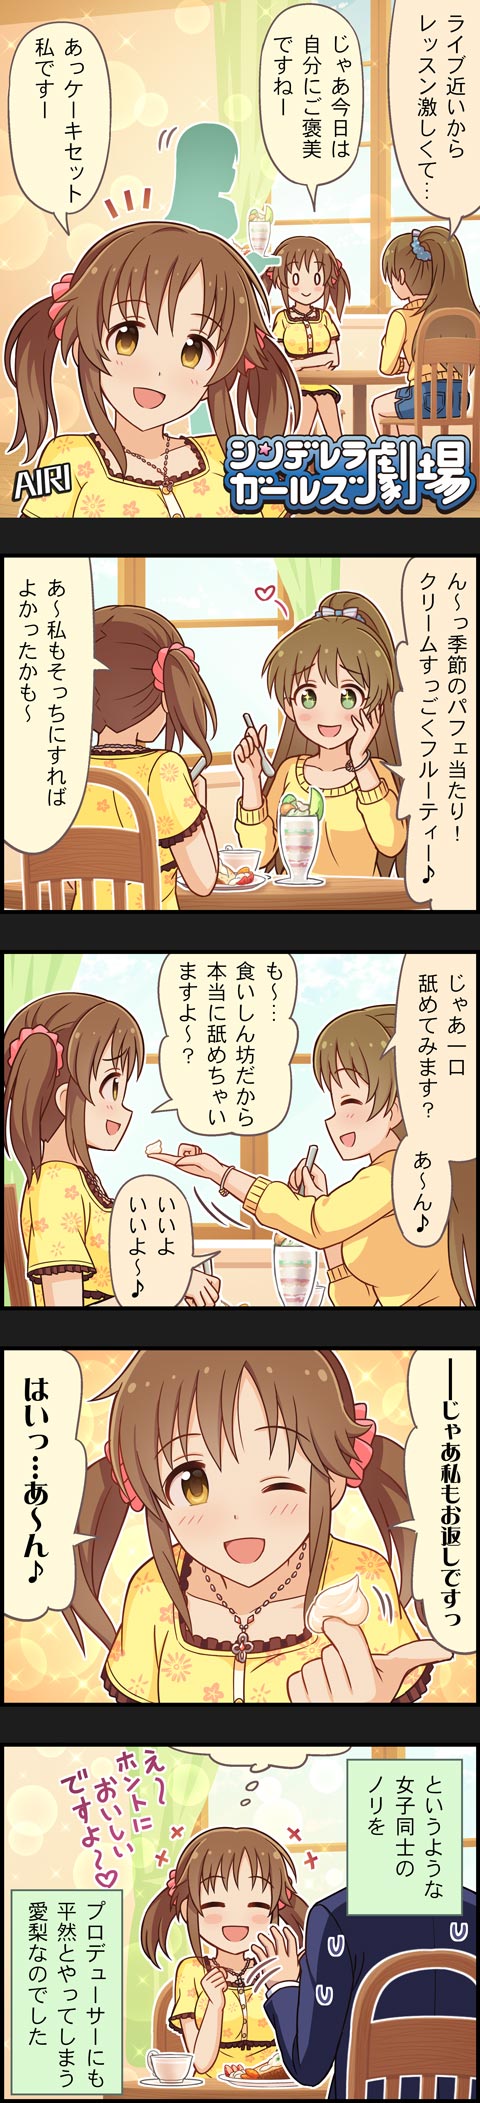 ライブ近いから
レッスン激しくて…
じゃあ今日は
自分にご褒美
ですねー
あっケーキセット
私ですー
AIRI
シンデレラ
ガールズ劇場
ん～っ季節のパフェ当たり！
クリームすっごくフルーティー♪
あ～私もそっちにすれば
よかったかも～
じゃあ一口
舐めてみます？
あ～ん♪
も～…
食いしん坊だから
本当に舐めちゃい
ますよ～？
いいよ
いいよ～♪
──じゃあ私もお返しですっ
はいっ…あ～ん♪
というような
女子同士の
ノリを
え～
ホントに
おいしい
ですよ～♡
プロデューサーにも
平然とやってしまう
愛梨なのでした